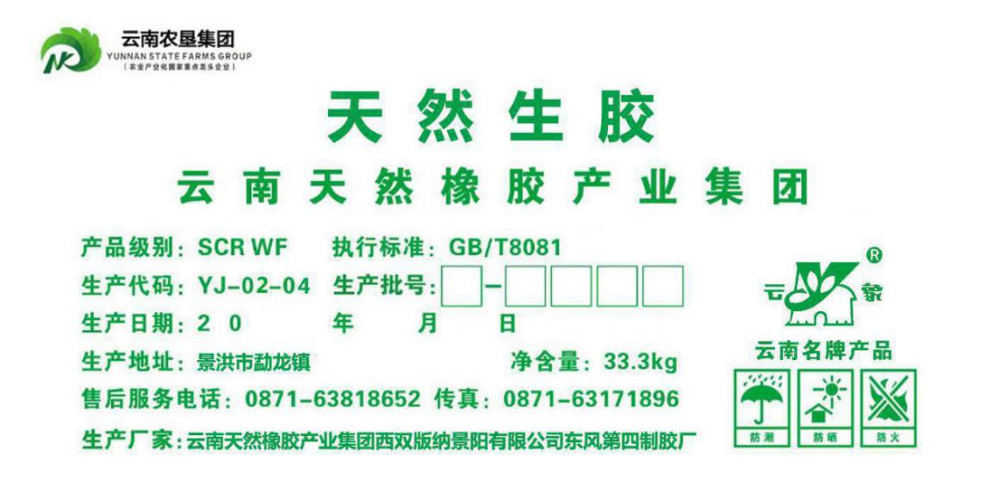 云南农垦集团
YUNNAN STATE FARMS GROUP
(农业产业化国家重点龙头企业)
天然生胶
云南天然橡胶产业集团
产品级别：SCR WF 执行标准：GB/T8081
生产代码：YJ-02-04 生产批号：
生产日期：20 年 月 日
生产地址：景洪市勐龙镇 净含量：33.3kg
售后服务电话：0871-63818652 传真：0871-63171896
生产厂家：云南天然橡胶产业集团西双版纳景阳有限公司东风第四制胶厂
®
云象
云南名牌产品
防潮 防晒 防火